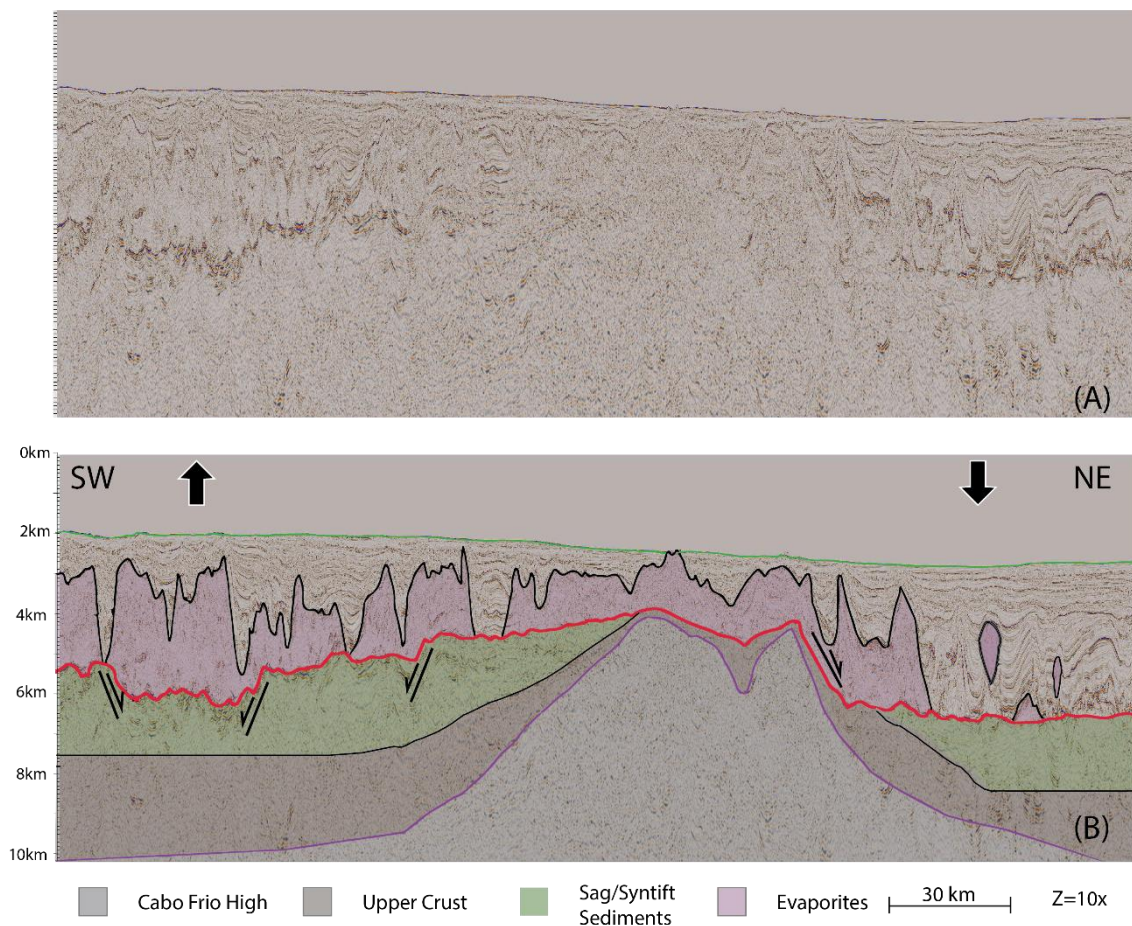 (A)
0km
SW
NE
2km
4km
6km
8km
(B)
10km
Cabo Frio High
Upper Crust
Sag/Syntift
Sediments
Evaporites
30 km
Z=10x